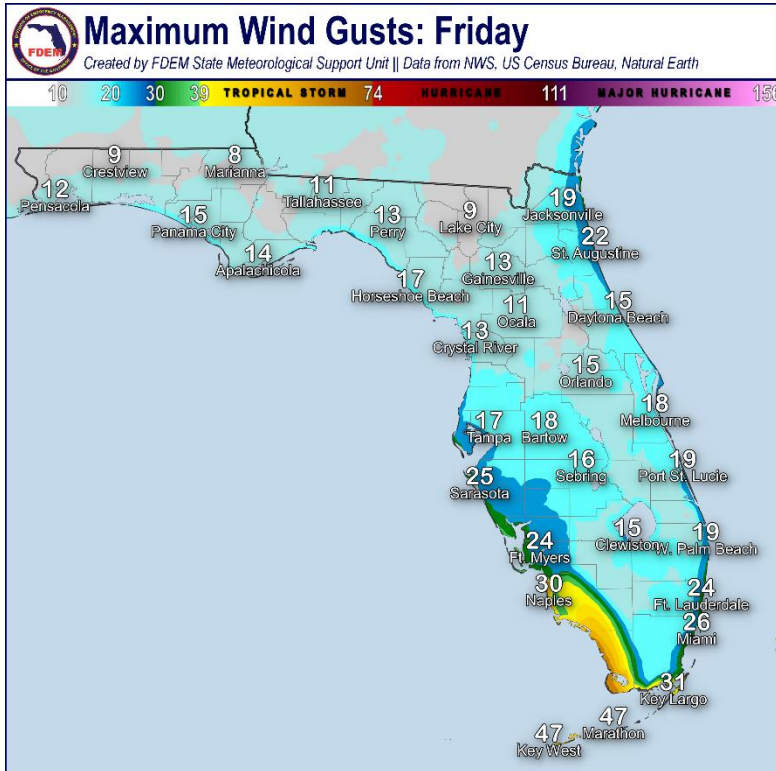 Maximum Wind Gusts: Friday
Created by FDEM State Meteorological Support Unit || Data from NWS, US Census Bureau, Natural Earth
FDEM
10 20 30 39 TROPICAL STORM 74 HURRICANE 111 MAJOR HURRICANE 156
9
Crestview
8
Marianna
12
Pensacola
11
Tallahassee
15
Panama City
13
Perry
9
Lake City
19
Jacksonville
22
St. Augustine
14
Apalachicola
13
Gainesville
17
Horseshoe Beach
11
Ocala
15
Daytona Beach
13
Crystal River
15
Orlando
18
Melbourne
17
Tampa
18
Bartow
16
Sebring
19
Port St. Lucie
25
Sarasota
24
Ft. Myers
15
Clewiston
19
W. Palm Beach
30
Naples
24
Ft. Lauderdale
26
Miami
31
Key Largo
47
Marathon
47
Key West